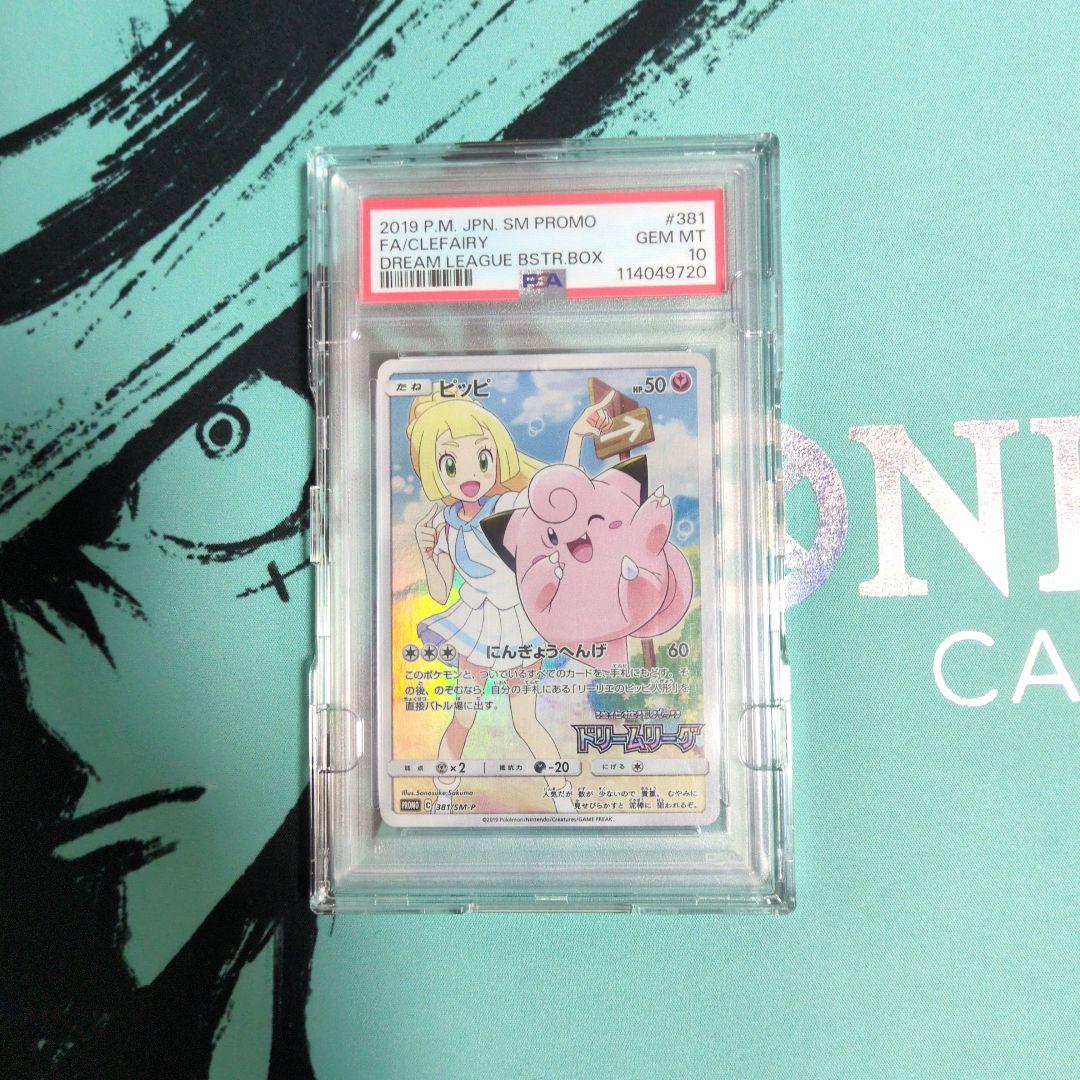 2019 P.M. JPN. SM PROMO #381
FA/CLEFAIRY GEM MT
DREAM LEAGUE BSTR.BOX 10
PSA 114049720
たね ピッピ HP50
にんぎょうへんげ 60
このポケモンと、ついているすべてのカードを、手札にもどす。そ
の後、のぞむなら、自分の手札にある「リーリエのピッピ人形」を
直接バトル場に出す。
ドリームリーグ
弱点 ×2 抵抗力 -20 にげる
Illus.Sanosuke Sakuma
人気だが 数が 少ないので 貴重。むやみに
見せびらかすと 泥棒に 狙われるぞ。
PROMO C 381/SM-P
©2019 Pokémon/Nintendo/Creatures/GAME FREAK.
ONE
CA